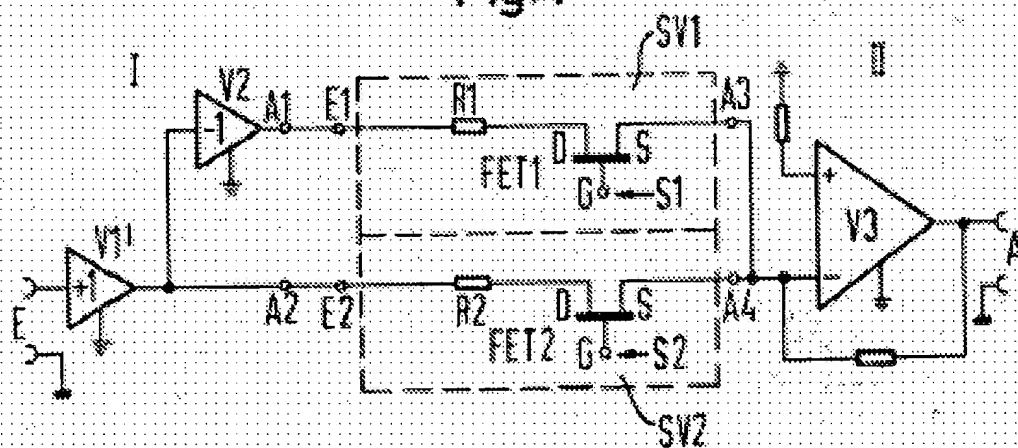 I
II
SV1
V2
-1
A1
E1
R1
D
S
A3
FET1
G
S1
+
V3
-
A
V1'
+1
E
A2
E2
R2
D
S
A4
FET2
G
S2
SV2